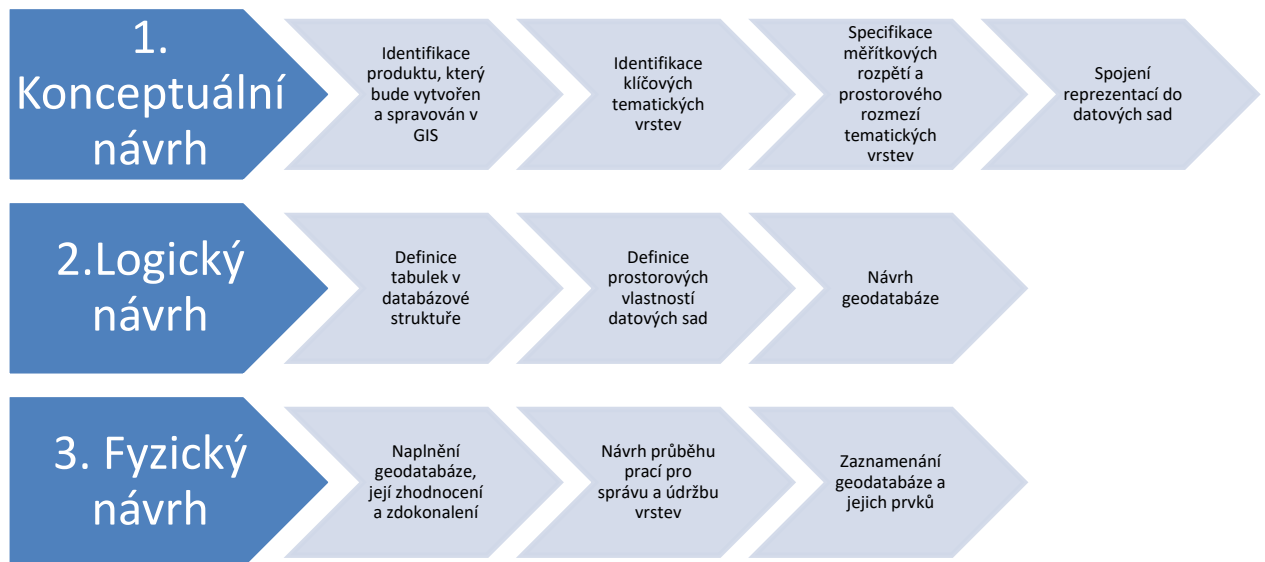 1.
Konceptuální
návrh
Identifikace
produktu, který
bude vytvořen
a spravován v
GIS
Identifikace
klíčových
tematických
vrstev
Specifikace
měřítkových
rozpětí a
prostorového
rozmezí
tematických
vrstev
Spojení
reprezentací do
datových sad
2.Logický
návrh
Definice
tabulek v
databázové
struktuře
Definice
prostorových
vlastností
datových sad
Návrh
geodatabáze
3. Fyzický
návrh
Naplnění
geodatabáze,
její zhodnocení
a zdokonalení
Návrh průběhu
prací pro
správu a údržbu
vrstev
Zaznamenání
geodatabáze a
jejich prvků